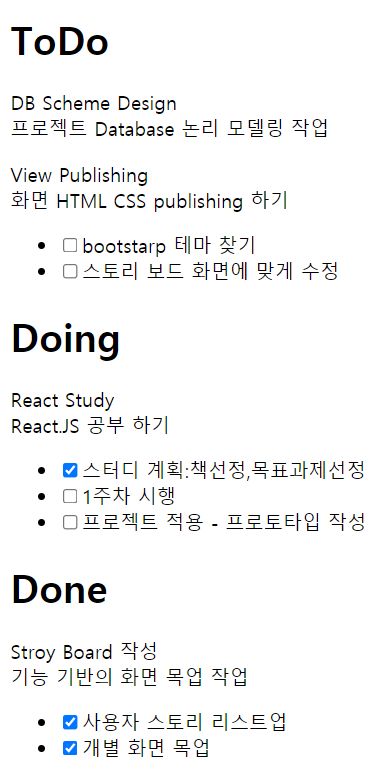 ToDo
DB Scheme Design
프로젝트 Database 논리 모델링 작업
View Publishing
화면 HTML CSS publishing 하기
bootstarp 테마 찾기
스토리 보드 화면에 맞게 수정
Doing
React Study
React.JS 공부 하기
스터디 계획:책선정,목표과제선정
1주차 시행
프로젝트 적용 - 프로토타입 작성
Done
Stroy Board 작성
기능 기반의 화면 목업 작업
사용자 스토리 리스트업
개별 화면 목업